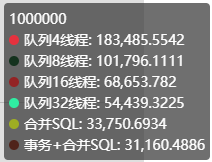 1000000
队列4线程: 183,485.5542
队列8线程: 101,796.1111
队列16线程: 68,653.782
队列32线程: 54,439.3225
合并SQL: 33,750.6934
事务+合并SQL: 31,160.4886